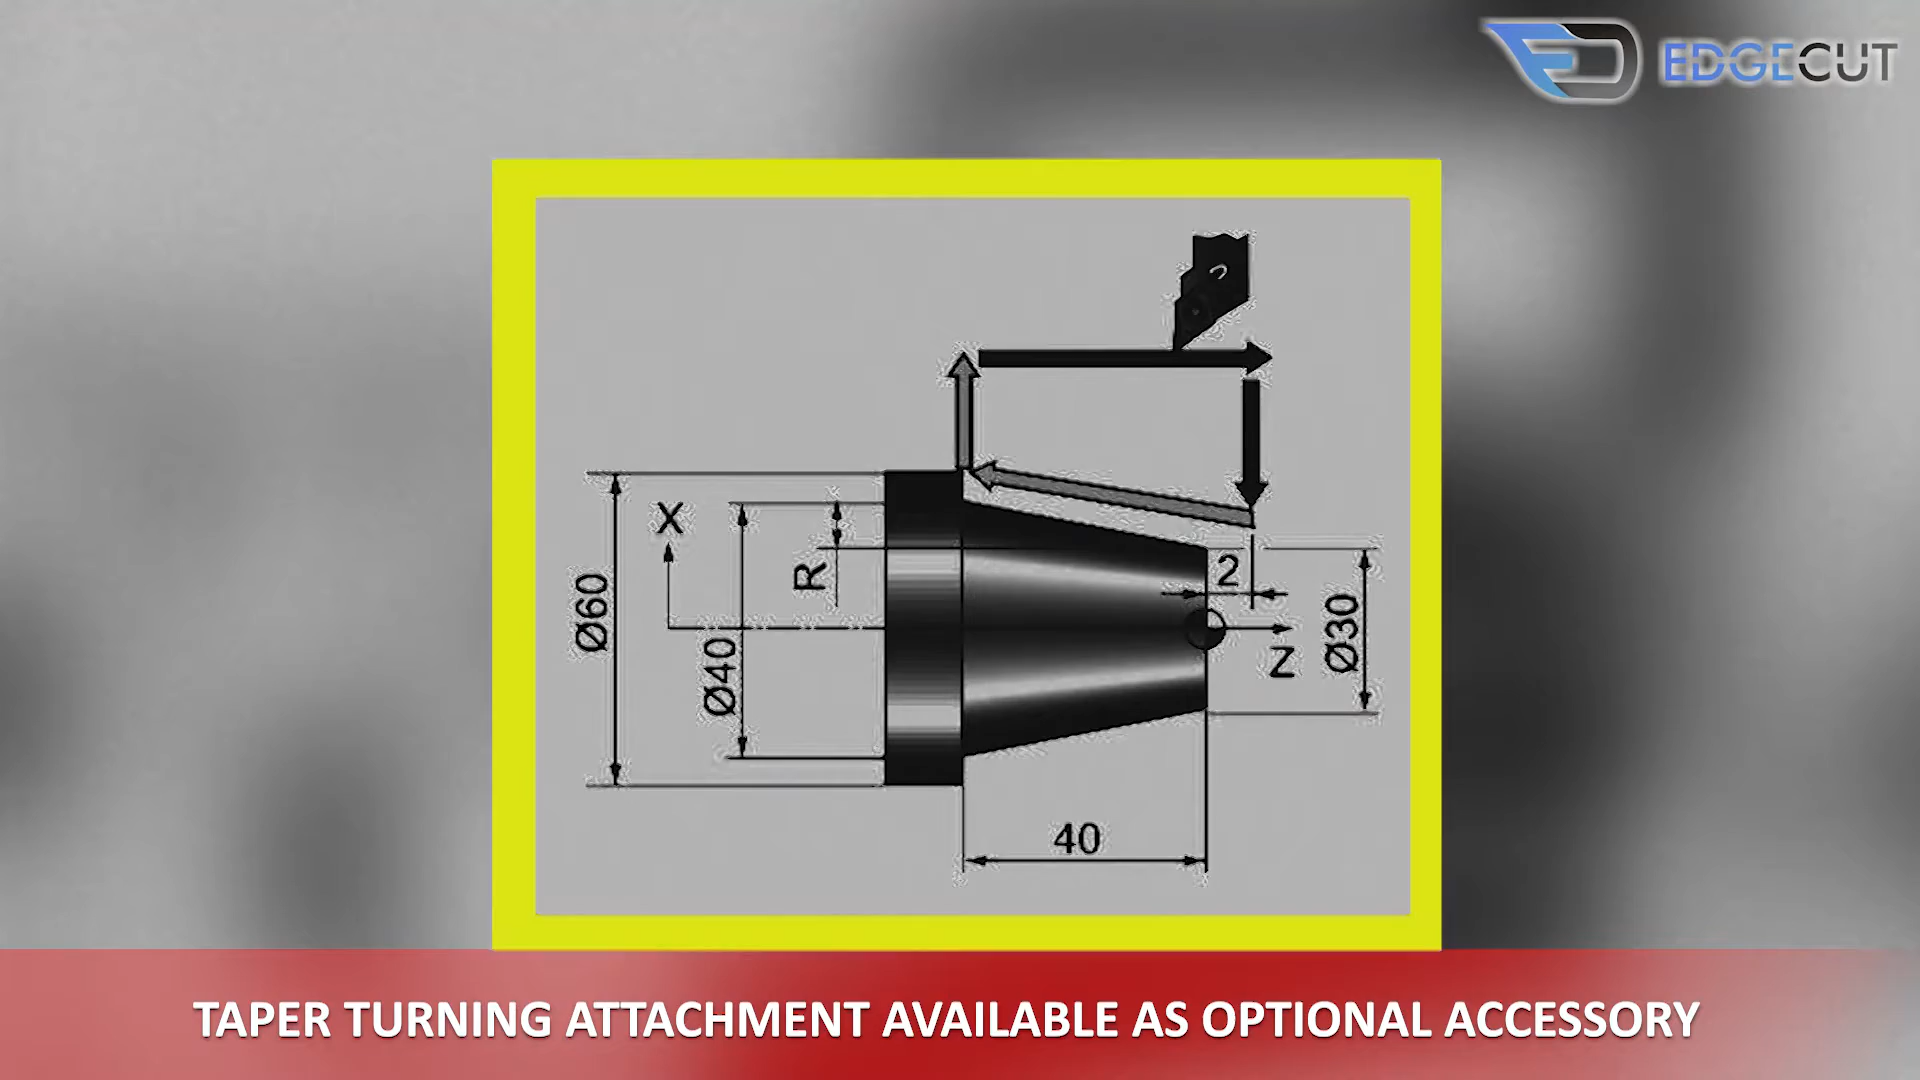 EDGECUT
X
R
2
Ø60
Ø40
Ø30
Z
40
TAPER TURNING ATTACHMENT AVAILABLE AS OPTIONAL ACCESSORY